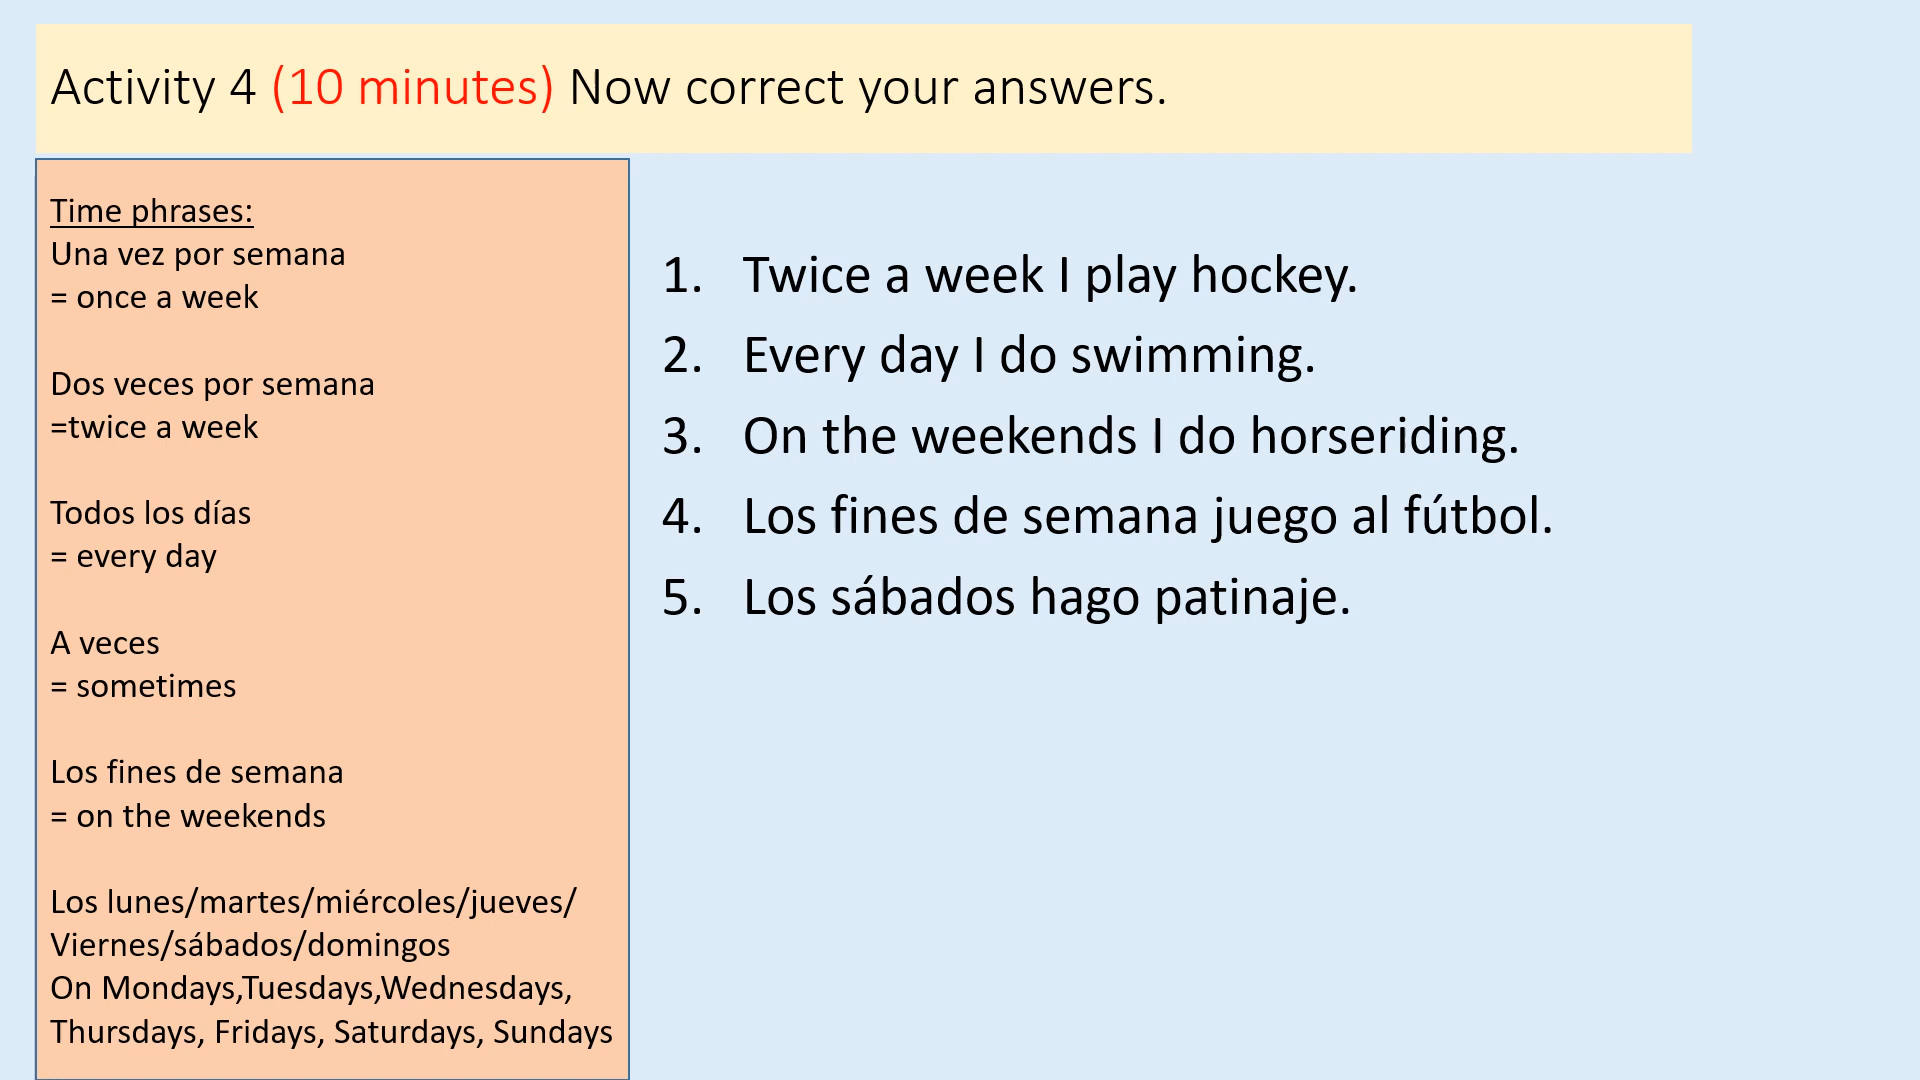 Activity 4 (10 minutes) Now correct your answers.
Time phrases:
Una vez por semana
= once a week
Dos veces por semana
=twice a week
Todos los días
= every day
A veces
= sometimes
Los fines de semana
= on the weekends
Los lunes/martes/miércoles/jueves/
Viernes/sábados/domingos
On Mondays,Tuesdays,Wednesdays,
Thursdays, Fridays, Saturdays, Sundays
1. Twice a week I play hockey.
2. Every day I do swimming.
3. On the weekends I do horseriding.
4. Los fines de semana juego al fútbol.
5. Los sábados hago patinaje.